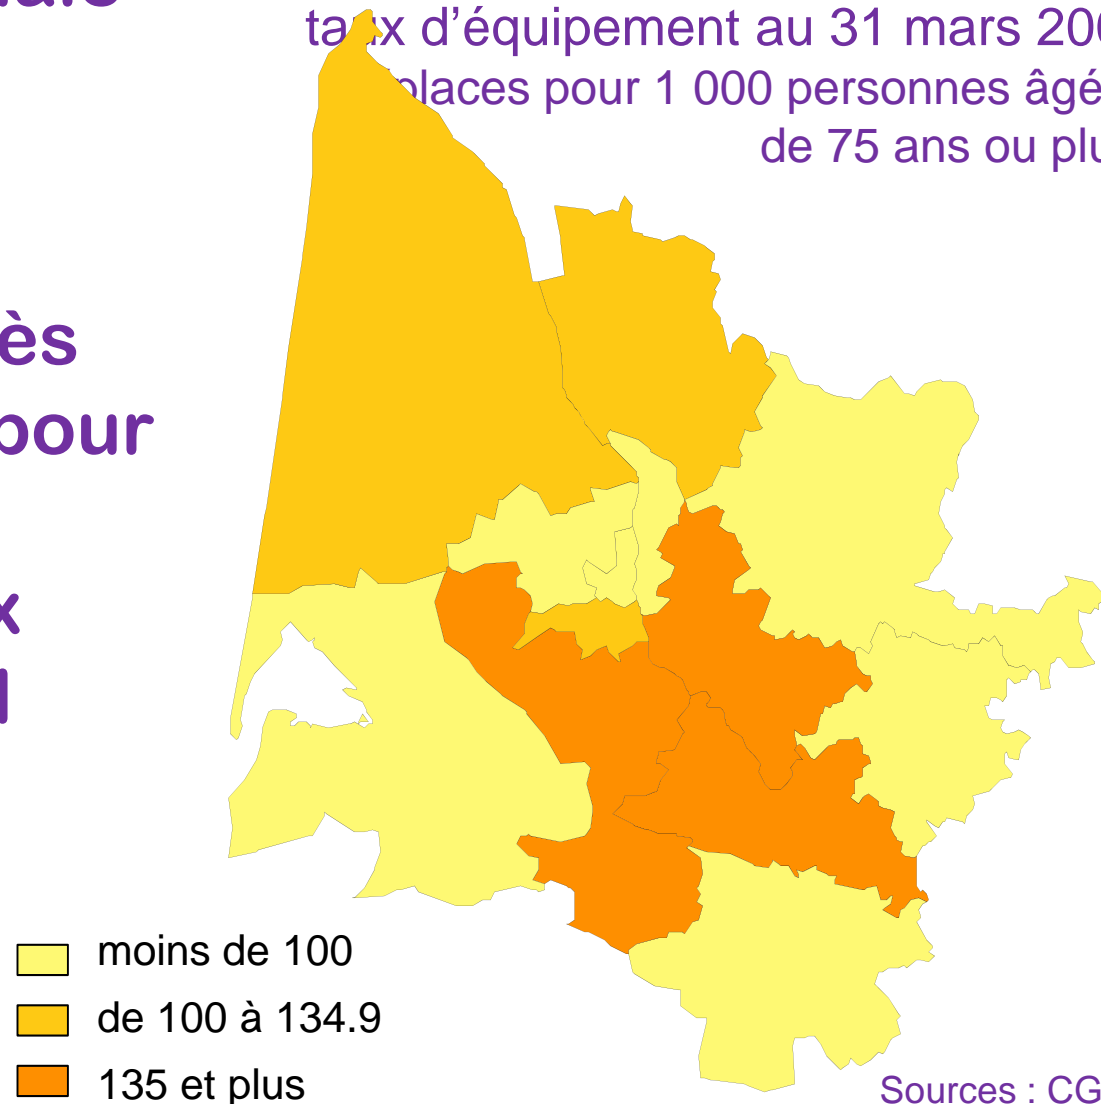 taux d'équipement au 31 mars 200
places pour 1 000 personnes âgé
de 75 ans ou plu
ès
pour
x
moins de 100
de 100 à 134.9
135 et plus
Sources : CG